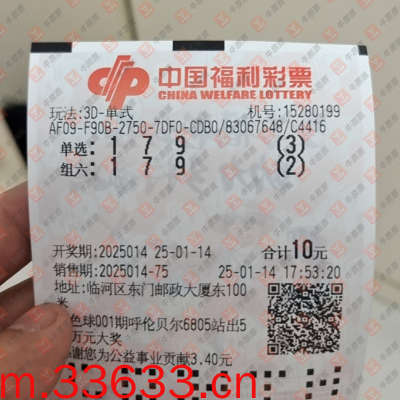 中国福利彩票
CHINA WELFARE LOTTERY
玩法:3D-单式 机号:15280199
AF09-F90B-2750-7DF0-CDB0/83067648/C4416
单选: 1 7 9 (3)
组六: 1 7 9 (2)
开奖期:2025014 25-01-14 合计10元
销售期:2025014-75 25-01-14 17:53:20
地址:临河区东门邮政大厦东100
米
色球001期呼伦贝尔6805站出5
万元大奖
谢您为公益事业贡献3.40元
m.33633.cn